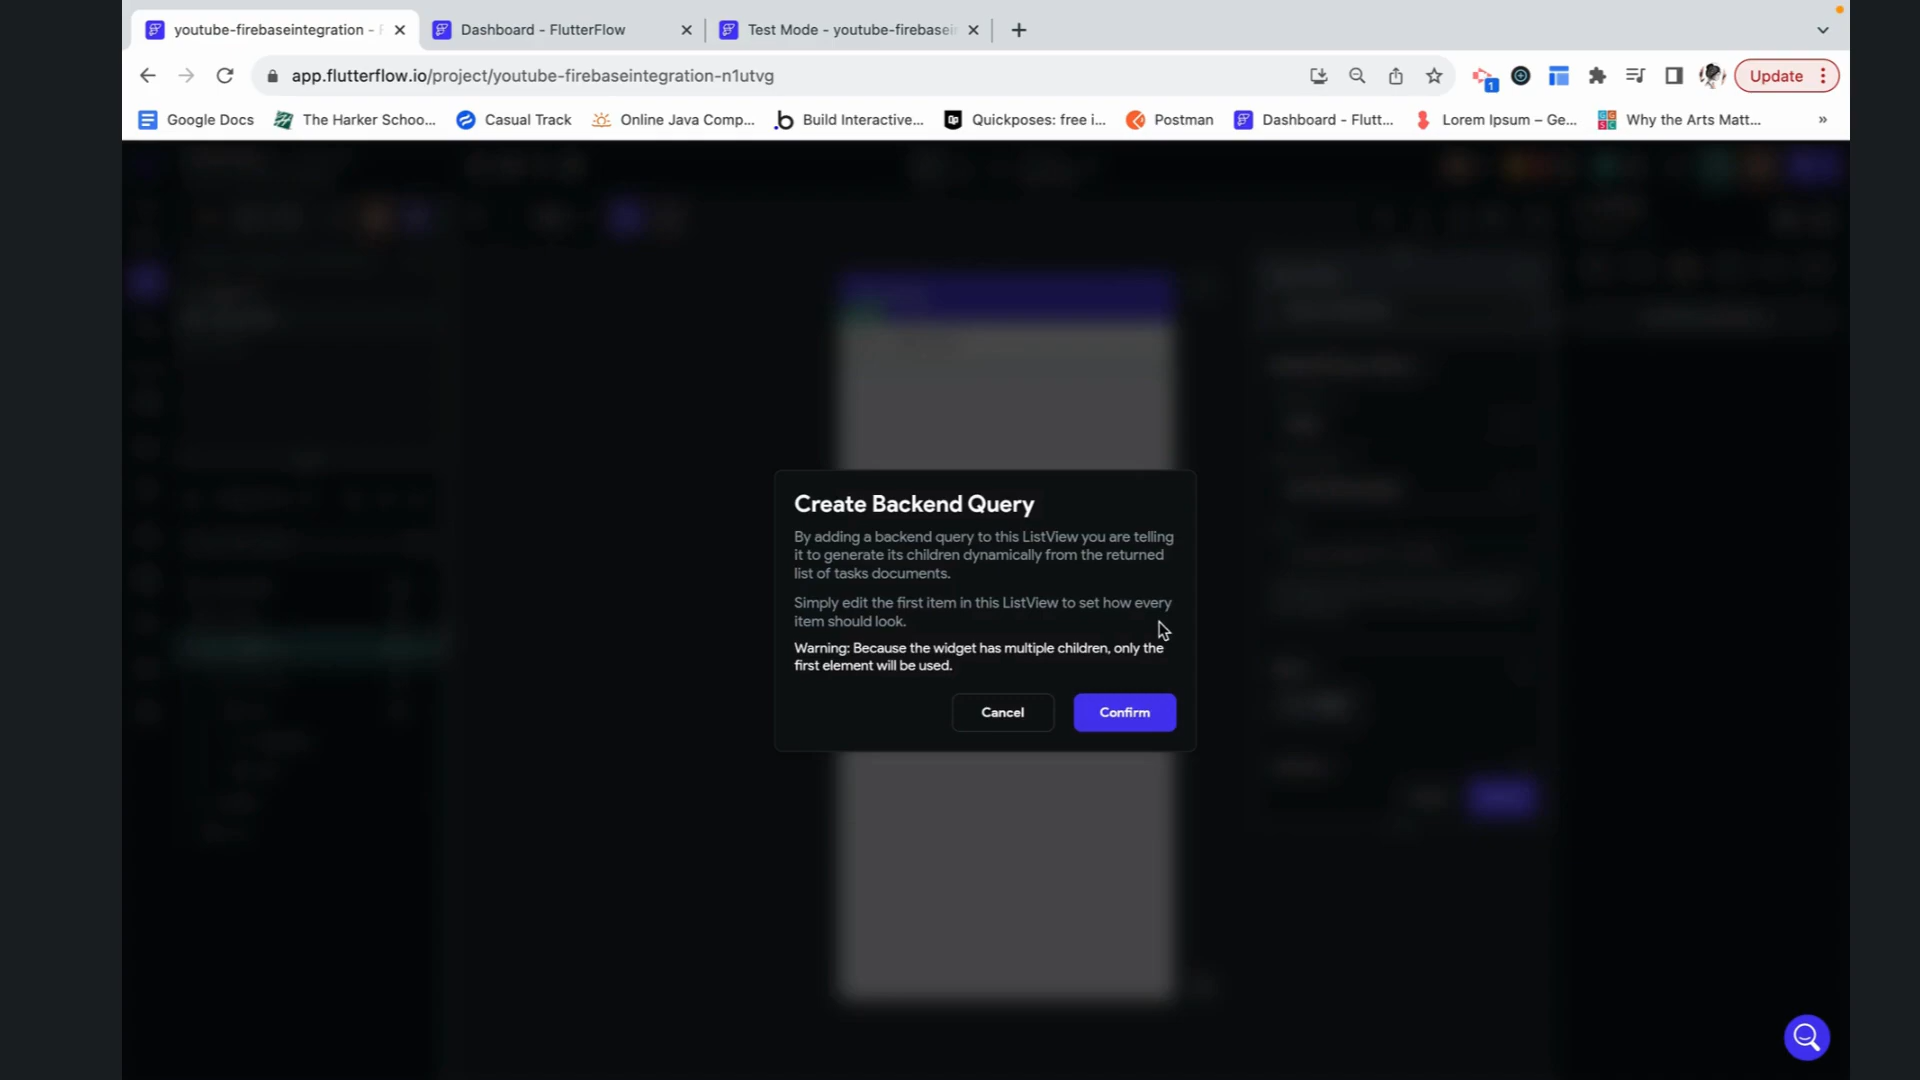 youtube-firebaseintegration - F
Dashboard - FlutterFlow
Test Mode - youtube-firebasein
app.flutterflow.io/project/youtube-firebaseintegration-n1utvg
1
Update
Google Docs
The Harker Schoo...
Casual Track
Online Java Comp...
Build Interactive...
Quickposes: free i...
Postman
Dashboard - Flutt...
Lorem Ipsum – Ge...
Why the Arts Matt...
»
Create Backend Query
By adding a backend query to this ListView you are telling
it to generate its children dynamically from the returned
list of tasks documents.
Simply edit the first item in this ListView to set how every
item should look.
Warning: Because the widget has multiple children, only the
first element will be used.
Cancel
Confirm